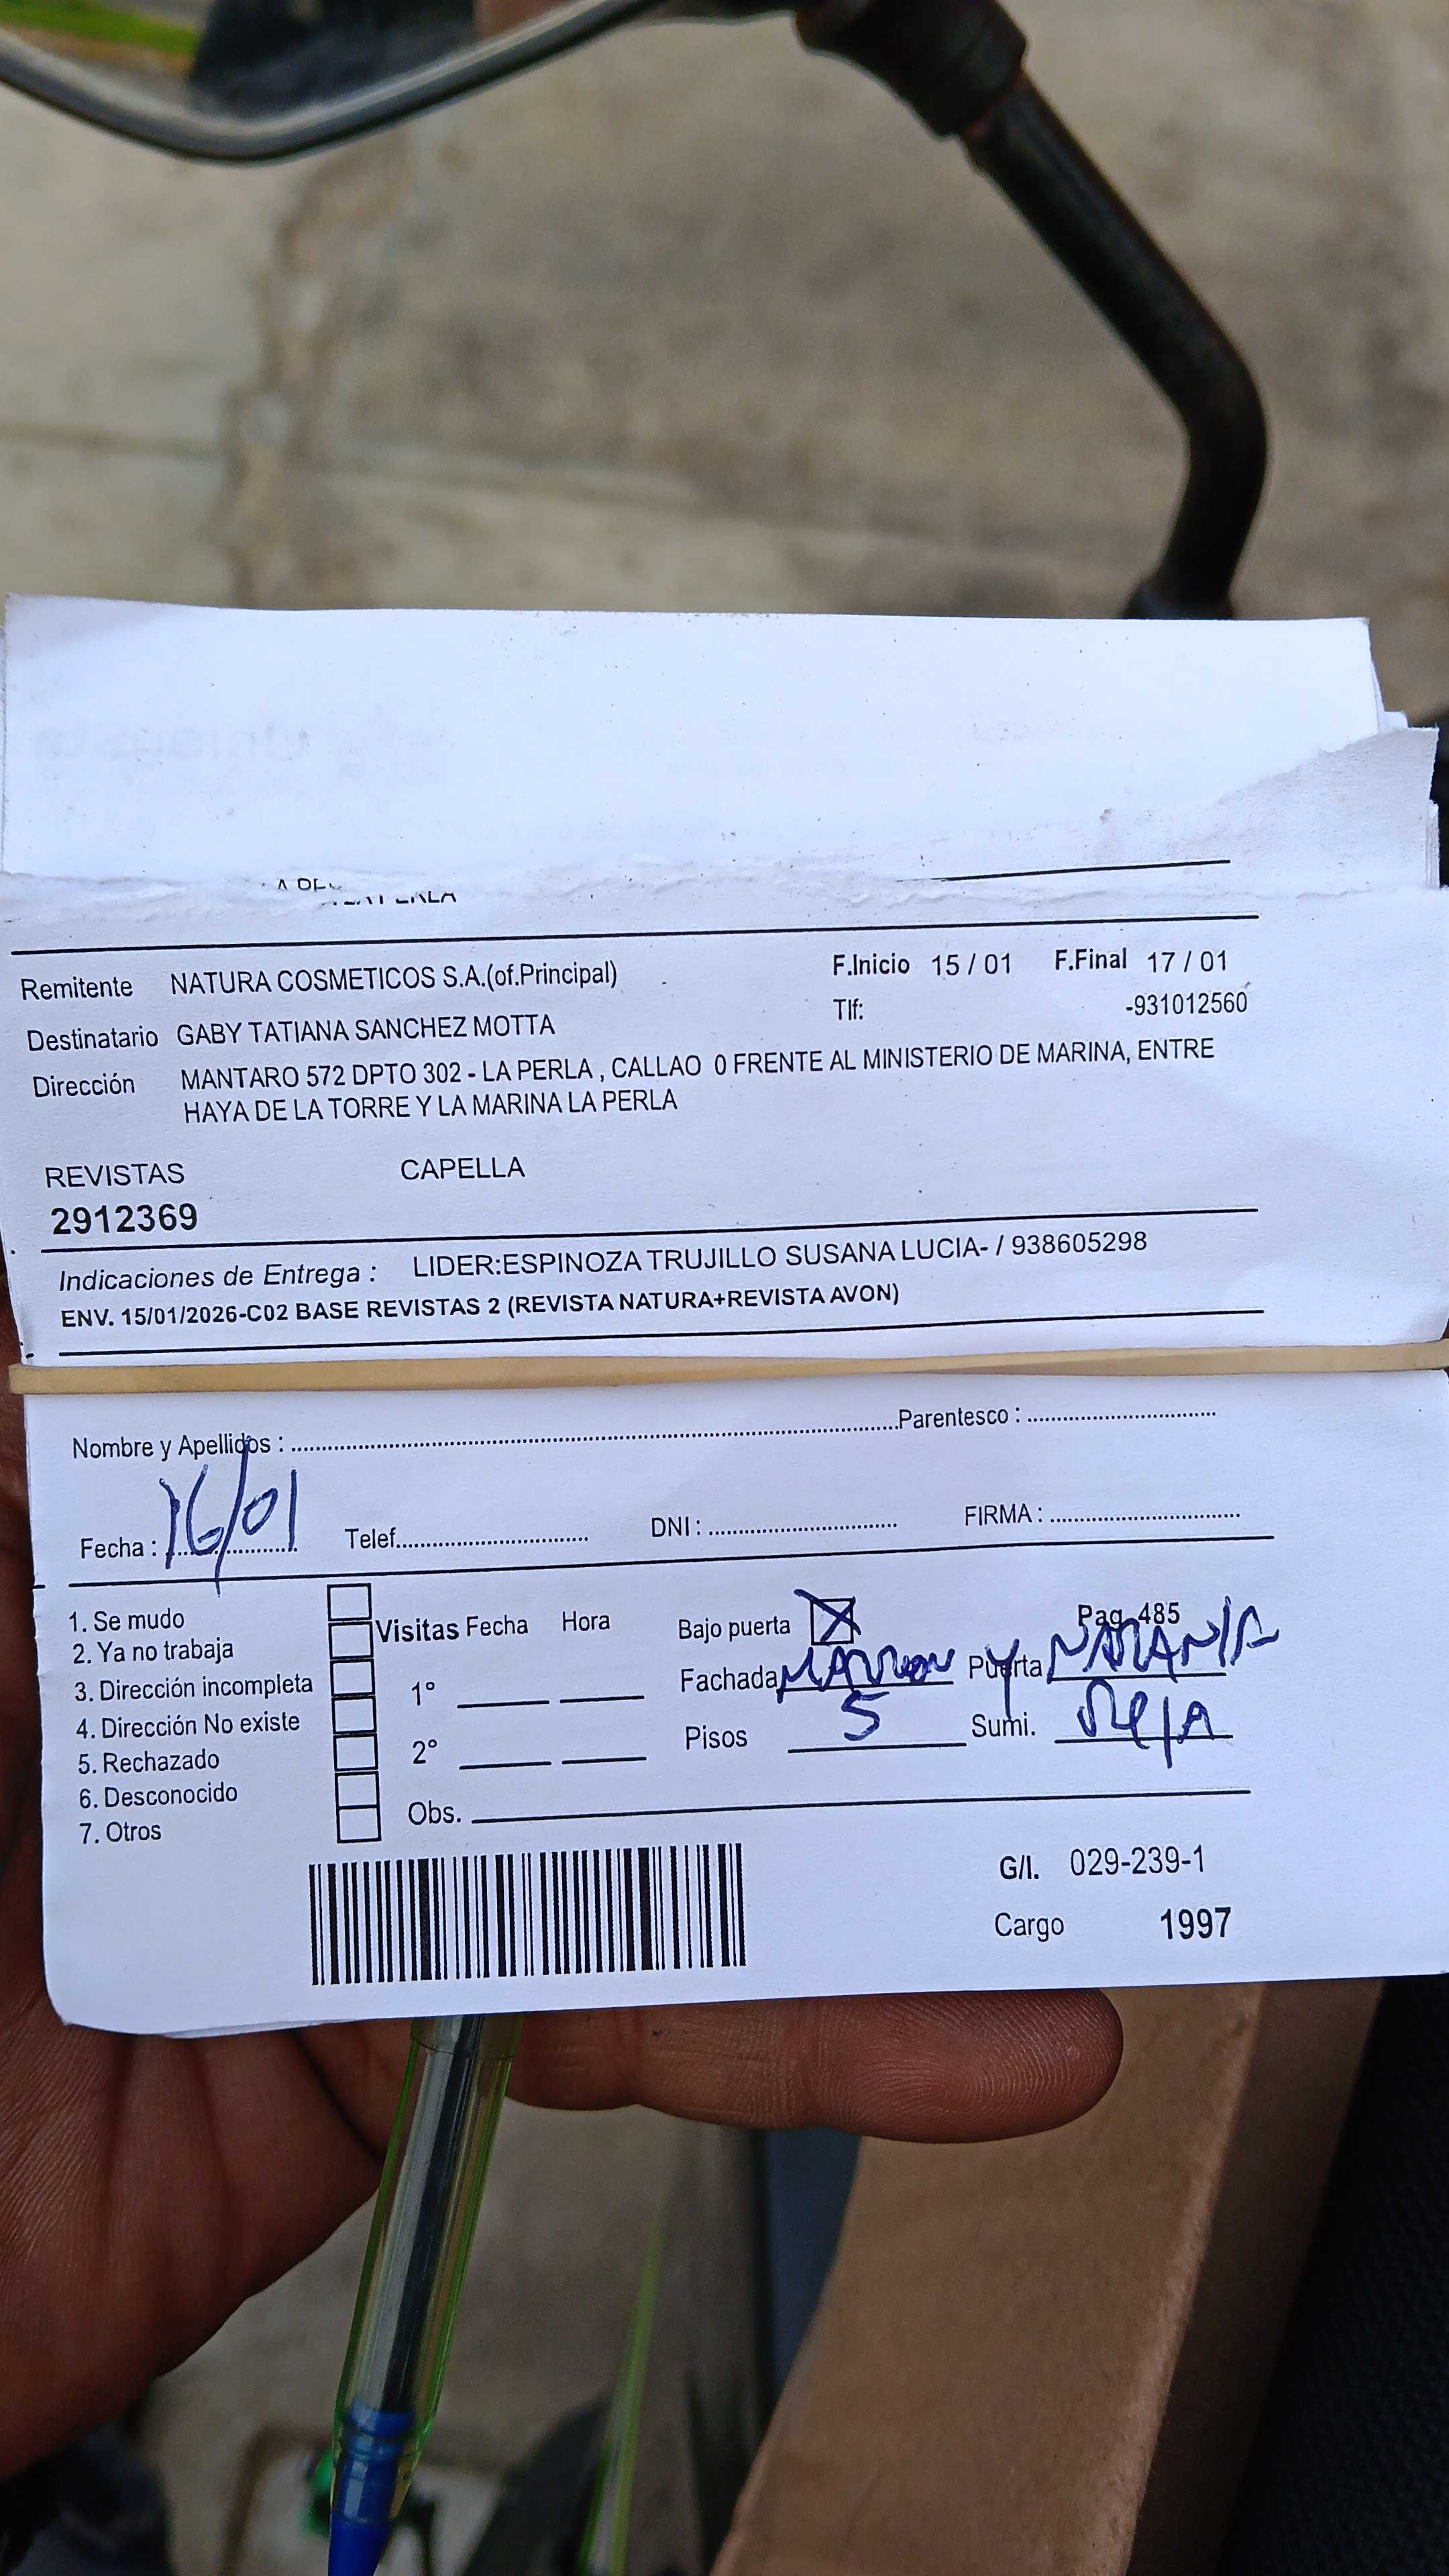 Remitente NATURA COSMETICOS S.A.(of.Principal) F.Inicio 15 / 01 F.Final 17 / 01
Destinatario GABY TATIANA SANCHEZ MOTTA Tlf: -931012560
Dirección MANTARO 572 DPTO 302 - LA PERLA , CALLAO 0 FRENTE AL MINISTERIO DE MARINA, ENTRE
HAYA DE LA TORRE Y LA MARINA LA PERLA
REVISTAS CAPELLA
2912369
Indicaciones de Entrega : LIDER:ESPINOZA TRUJILLO SUSANA LUCIA- / 938605298
ENV. 15/01/2026-C02 BASE REVISTAS 2 (REVISTA NATURA+REVISTA AVON)
Nombre y Apellidos : Parentesco :
Fecha : 16/01 Telef. DNI : FIRMA :
1. Se mudo
2. Ya no trabaja
3. Dirección incompleta
4. Dirección No existe
5. Rechazado
6. Desconocido
7. Otros
Visitas Fecha Hora
1°
2°
Obs.
Bajo puerta X Pag. 485
Fachada MARRON Y Puerta NARANJA
Pisos 5 Sumi. Reja
G/I. 029-239-1
Cargo 1997